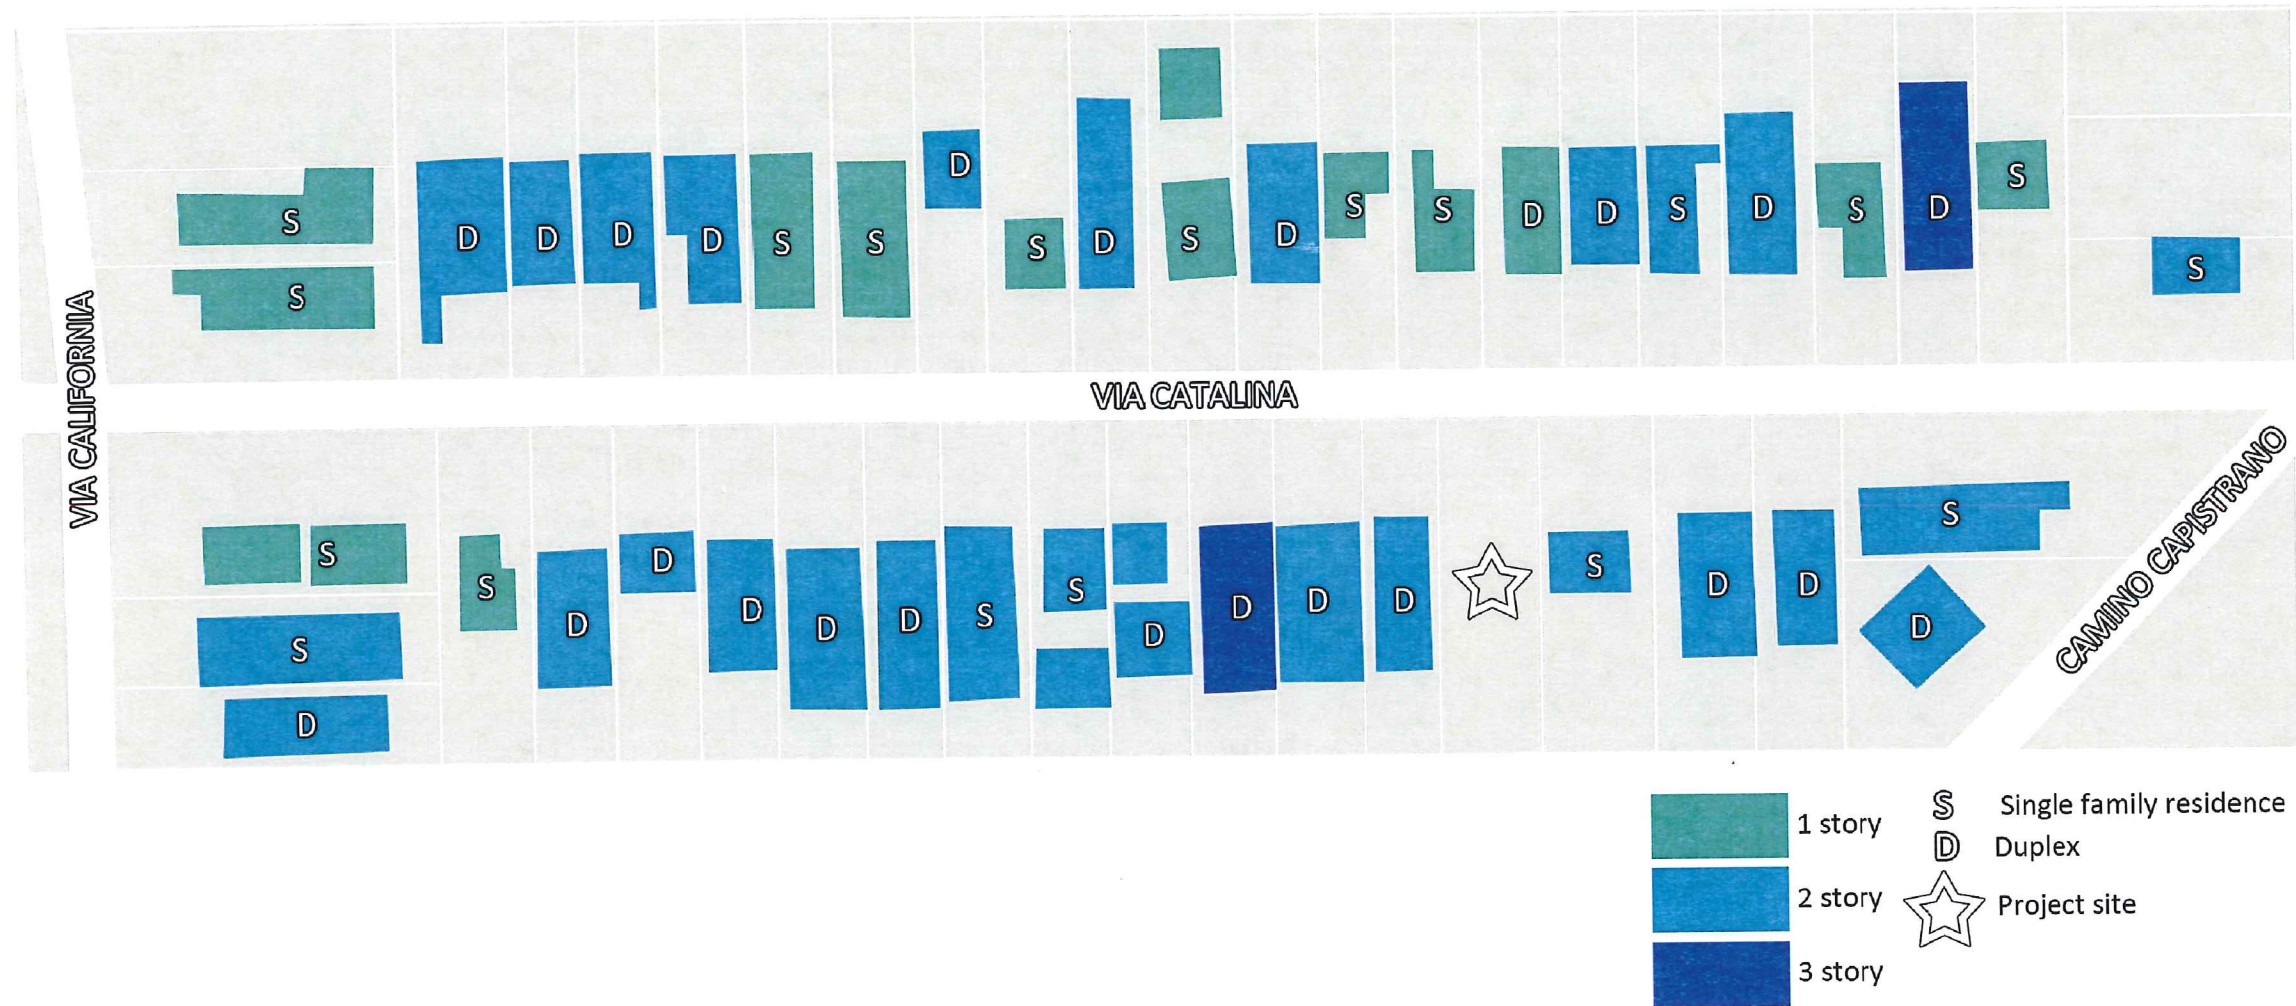 S
S
D
D
D
D
S
S
D
S
D
S
D
S
S
D
D
S
D
S
D
S
S
VIA CALIFORNIA
VIA CATALINA
S
S
D
S
D
D
D
D
D
S
S
D
D
D
D
S
D
D
S
D
CAMINO CAPISTRANO
1 story
2 story
3 story
S Single family residence
D Duplex
Project site